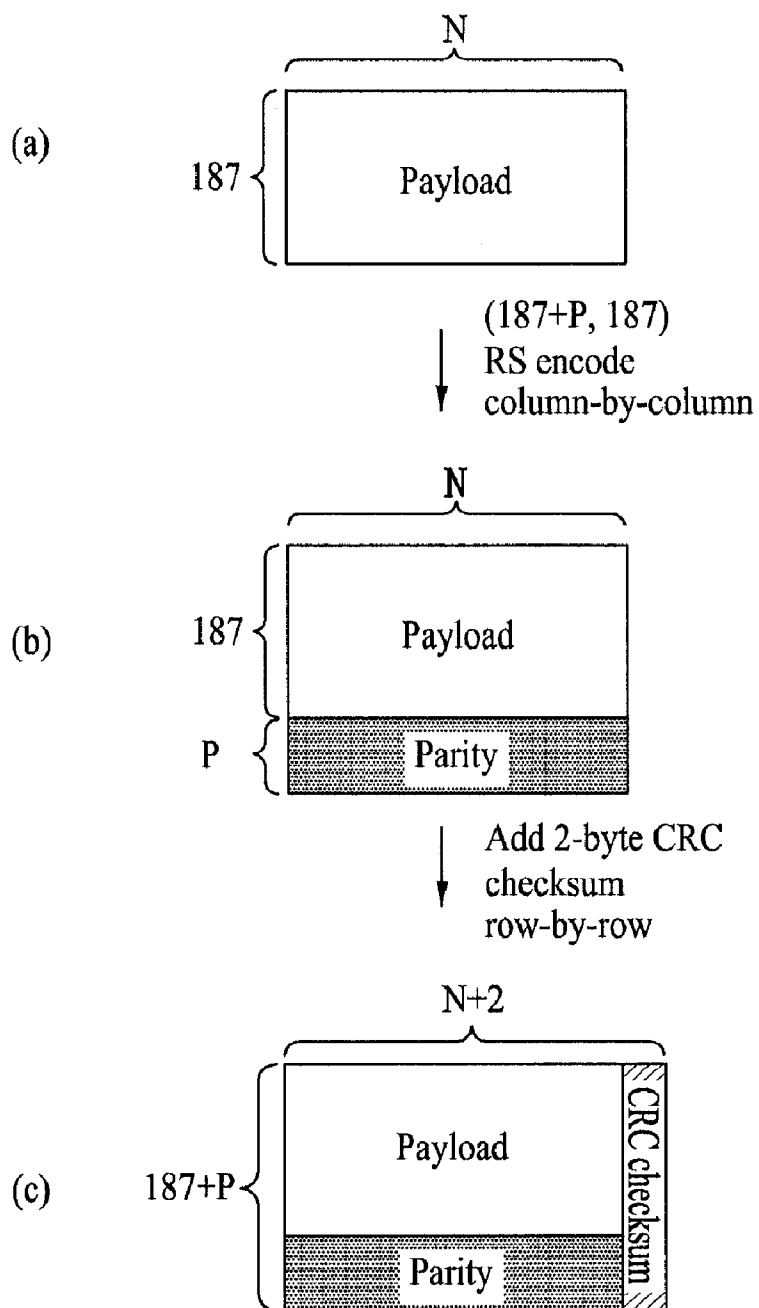 N
(a)
187
Payload
(187+P, 187)
RS encode
column-by-column
N
(b)
187
Payload
P
Parity
Add 2-byte CRC
checksum
row-by-row
N+2
(c)
187+P
Payload
CRC checksum
Parity